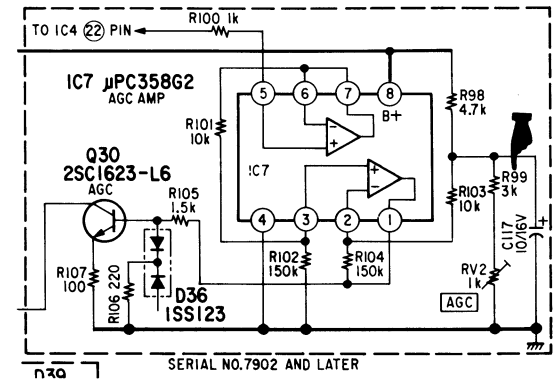 R100 1k
TO IC4 22 PIN
IC7 µPC358G2
AGC AMP
5 6 7 8
B+
R98
4.7k
R101
10k
IC7
Q30
2SC1623-L6
AGC
R105
1.5k
R99
3k
R103
10k
C117
10/16V
+
4 3 2 1
R102
150k
R104
150k
R107
100
R106 220
D36
1SS123
RV2
1k
AGC
SERIAL NO.7902 AND LATER
D39